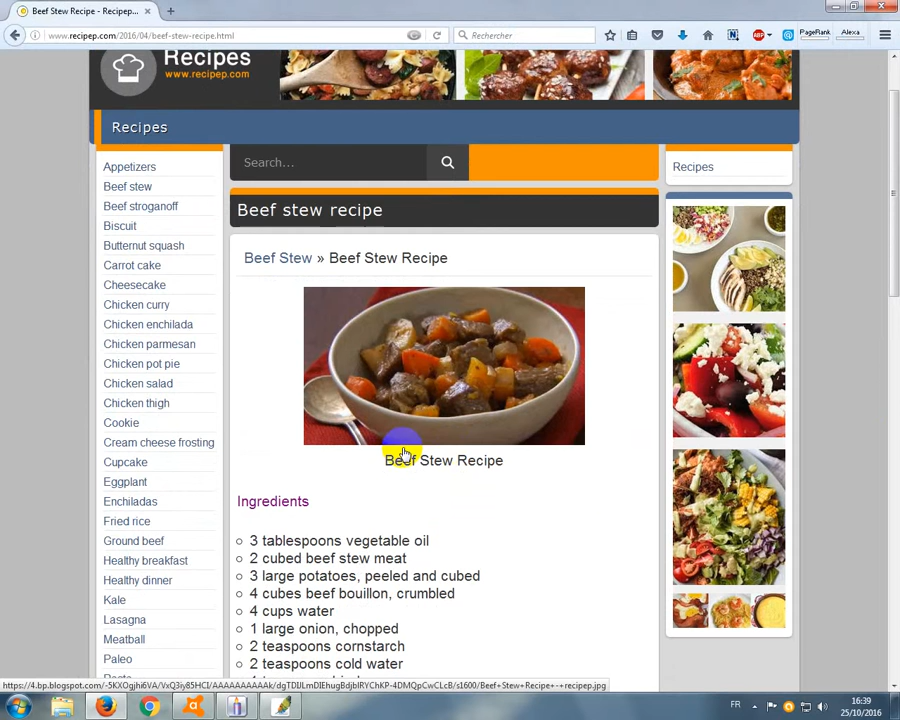 Beef Stew Recipe - Recipep...
www.recipep.com/2016/04/beef-stew-recipe.html
Rechercher
PageRank
Alexa
Recipes
www.recipep.com
Recipes
Search...
Recipes
Appetizers
Beef stew
Beef stroganoff
Biscuit
Butternut squash
Carrot cake
Cheesecake
Chicken curry
Chicken enchilada
Chicken parmesan
Chicken pot pie
Chicken salad
Chicken thigh
Cookie
Cream cheese frosting
Cupcake
Eggplant
Enchiladas
Fried rice
Ground beef
Healthy breakfast
Healthy dinner
Kale
Lasagna
Meatball
Paleo
Beef stew recipe
Beef Stew » Beef Stew Recipe
Beef Stew Recipe
Ingredients
3 tablespoons vegetable oil
2 cubed beef stew meat
3 large potatoes, peeled and cubed
4 cubes beef bouillon, crumbled
4 cups water
1 large onion, chopped
2 teaspoons cornstarch
2 teaspoons cold water
FR
16:39
25/10/2016